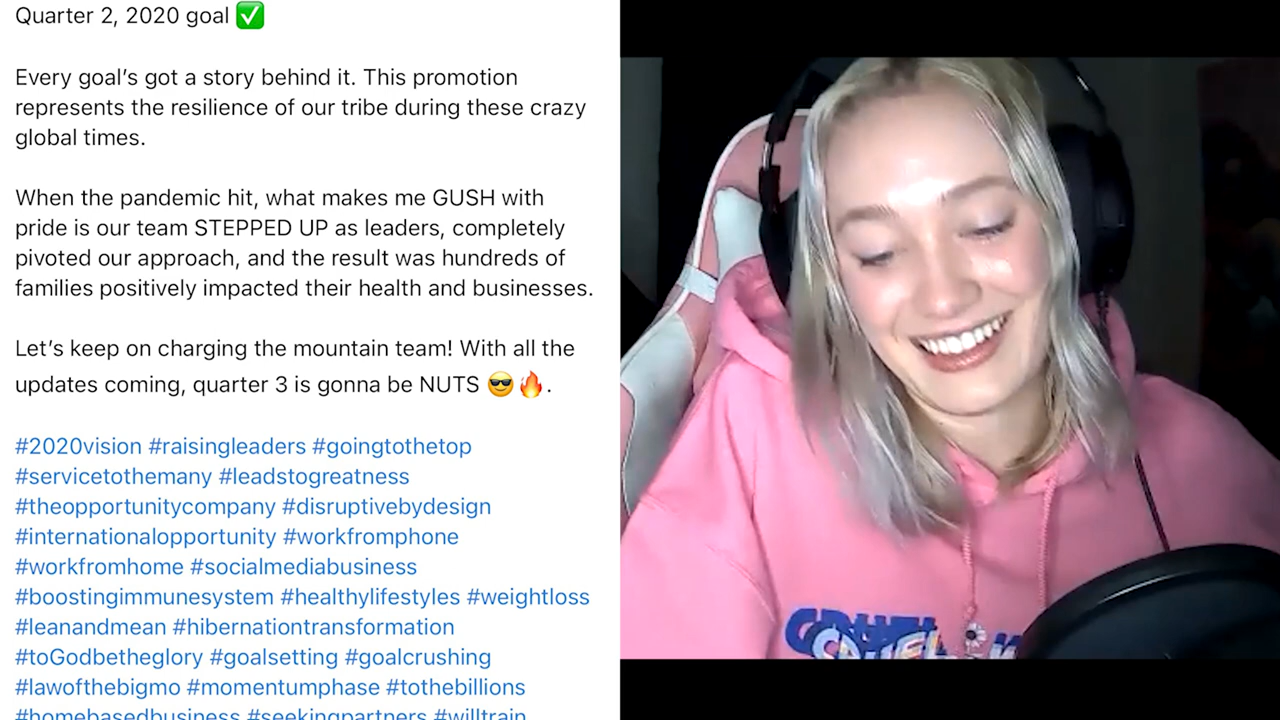 Quarter 2, 2020 goal ✅
Every goal’s got a story behind it. This promotion
represents the resilience of our tribe during these crazy
global times.
When the pandemic hit, what makes me GUSH with
pride is our team STEPPED UP as leaders, completely
pivoted our approach, and the result was hundreds of
families positively impacted their health and businesses.
Let’s keep on charging the mountain team! With all the
updates coming, quarter 3 is gonna be NUTS 😎🔥.
#2020vision #raisingleaders #goingtothetop
#servicetothemany #leadstogreatness
#theopportunitycompany #disruptivebydesign
#internationalopportunity #workfromphone
#workfromhome #socialmediabusiness
#boostingimmunesystem #healthylifestyles #weightloss
#leanandmean #hibernationtransformation
#toGodbetheglory #goalsetting #goalcrushing
#lawofthebigmo #momentumphase #tothebillions
#homebasedbusiness #seekingpartners #willtrain